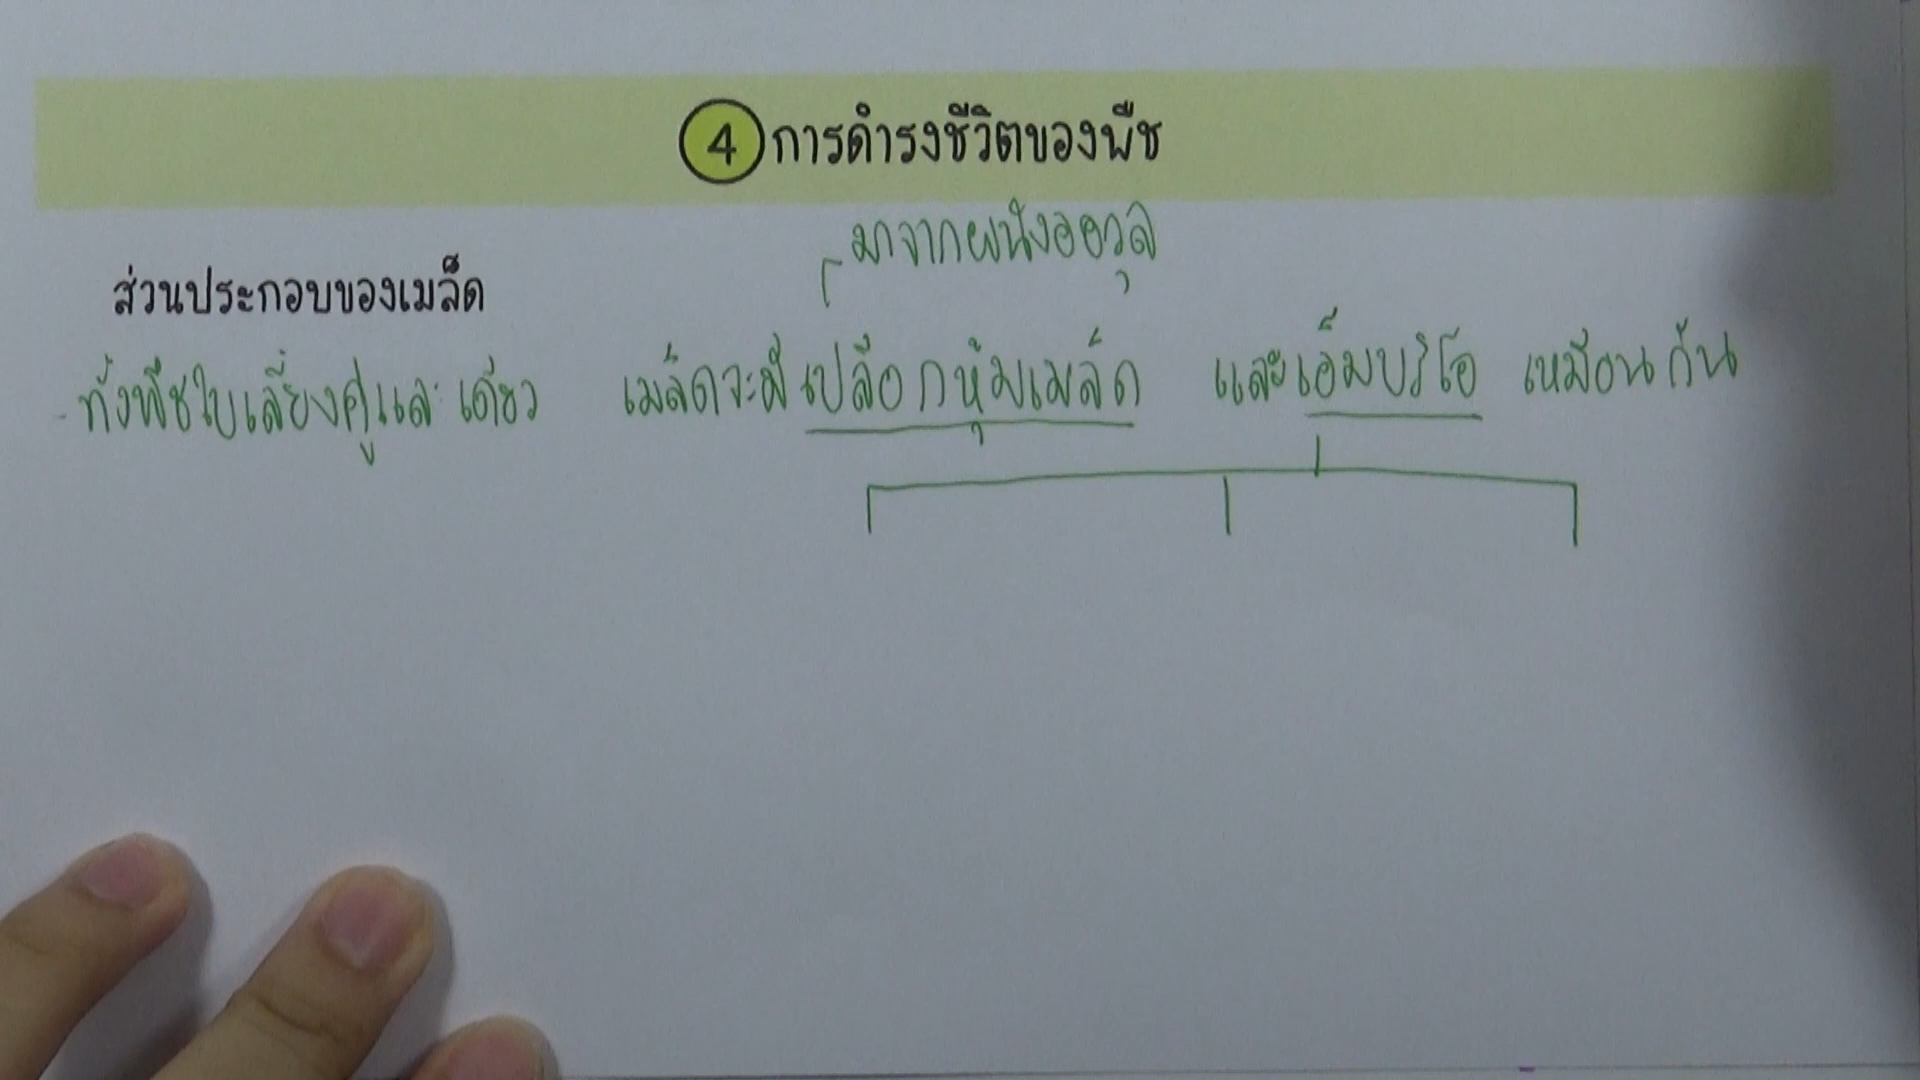 4 การดำรงชีวิตของพืช
มาจากผนังออวุล
ส่วนประกอบของเมล็ด
- ทั้งพืชใบเลี้ยงคู่และเดี่ยว เมล็ดจะมีเปลือกหุ้มเมล็ด และเอ็มบริโอ เหมือนกัน